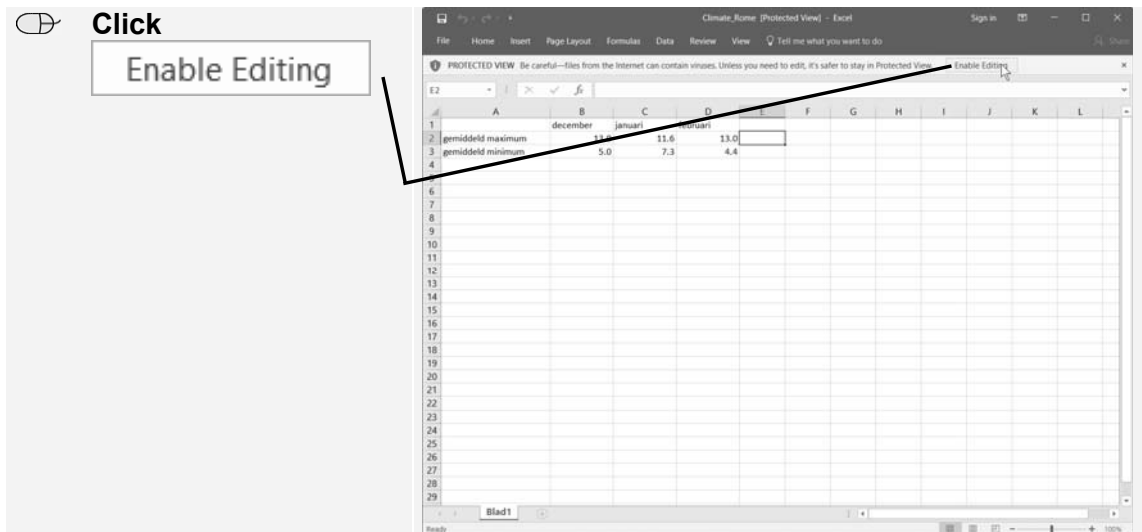 Click
Enable Editing
Climate_Rome [Protected View] - Excel
Sign in
File Home Insert Page Layout Formulas Data Review View Tell me what you want to do
Share
PROTECTED VIEW Be careful—files from the Internet can contain viruses. Unless you need to edit, it's safer to stay in Protected View. Enable Editing
E2 fx
A B C D E F G H I J K L
1 december januari februari
2 gemiddeld maximum 11.6 13.0
3 gemiddeld minimum 5.0 7.3 4.4
4
5
6
7
8
9
10
11
12
13
14
15
16
17
18
19
20
21
22
23
24
25
26
27
28
29
Blad1
Ready 100%